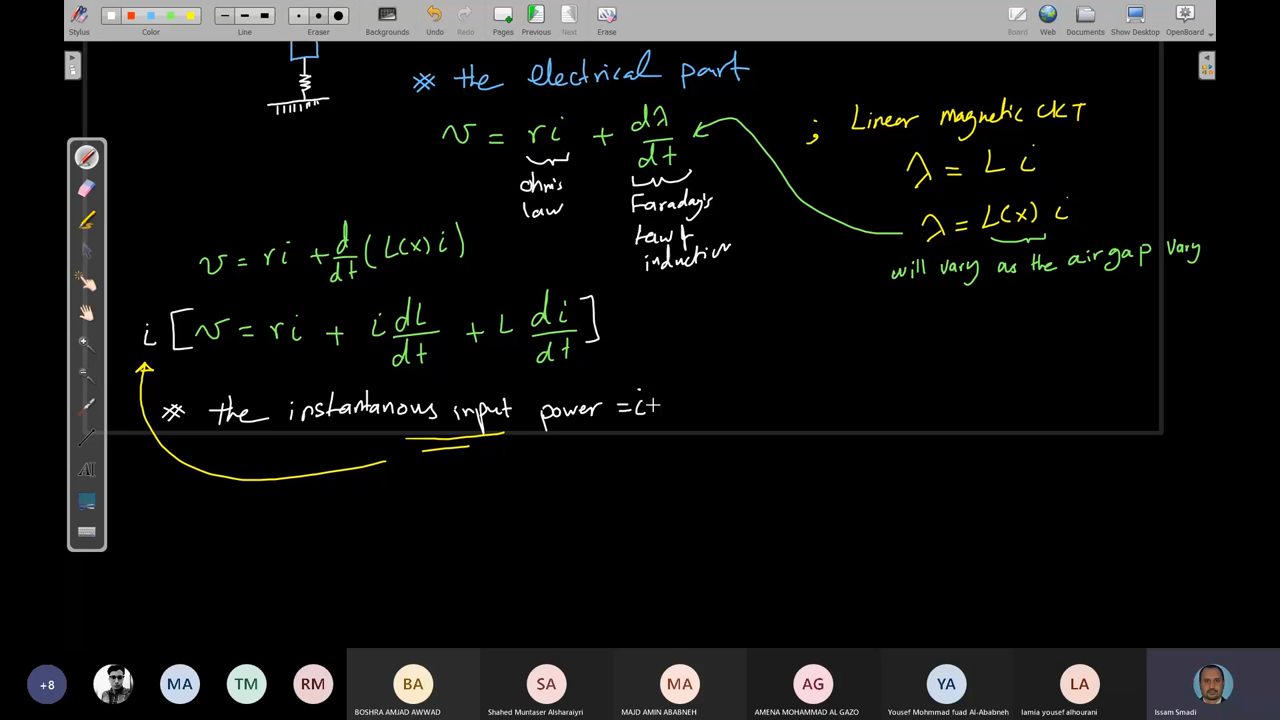 Stylus Color Line Eraser Backgrounds Undo Redo Pages Previous Next Erase Board Web Documents Show Desktop OpenBoard
※ the electrical part
v = ri + dλ/dt ; Linear magnetic CKT
λ = L i
ohm's law
Faraday's law of induction
λ = L(x) i
will vary as the airgap vary
v = ri + d/dt (L(x) i)
i [v = ri + i dL/dt + L di/dt]
※ the instantanous input power = i
+8 MA TM RM BA SA MA AG YA LA
BOSHRA AMJAD AWWAD Shahed Muntaser Alsharaiyri MAJD AMIN ABABNEH AMENA MOHAMMAD AL GAZO Yousef Mohmmad fuad Al-Ababneh lamia yousef alhourani Issam Smadi